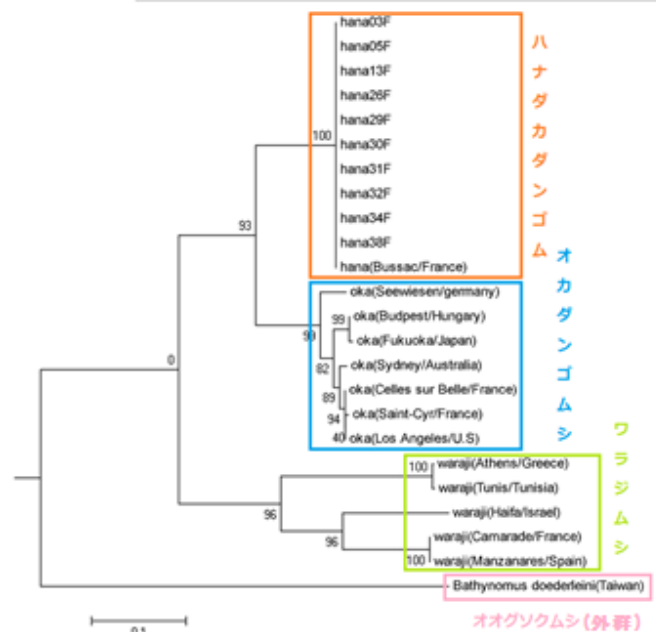 hana03F
hana05F
hana13F
hana26F
hana29F
hana30F
100
hana31F
hana32F
hana34F
hana38F
hana(Bussac/France)
ハナダカダンゴム
93
oka(Seewiesen/germany)
oka(Budpest/Hungary)
99
oka(Fukuoka/Japan)
oka(Sydney/Australia)
82
oka(Celles sur Belle/France)
89
oka(Saint-Cyr/France)
94
oka(Los Angeles/U.S)
40
オカダンゴムシ
0
waraji(Athens/Greece)
100
waraji(Tunis/Tunisia)
96
waraji(Haifa/Israel)
96
waraji(Camarade/France)
waraji(Manzanares/Spain)
100
ワラジムシ
Bathynomus doederfeini(Taiwan)
オオグソクムシ(外群)
0.1